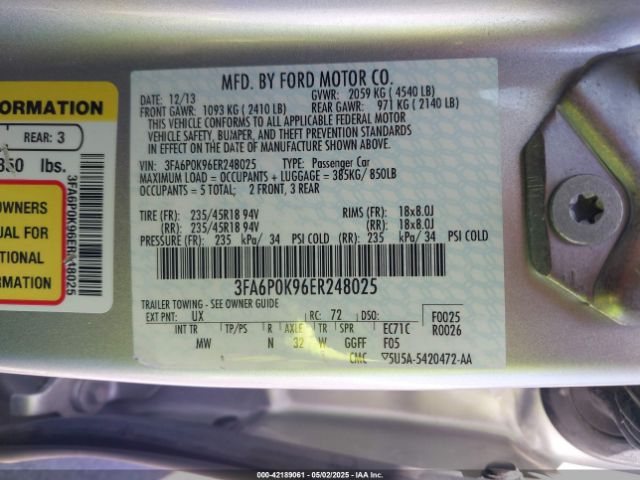 FORMATION
REAR: 3
lbs.
OWNERS
UAL FOR
TIONAL
TION
MFD. BY FORD MOTOR CO.
DATE: 12/13 GVWR: 2059 KG ( 4540 LB)
FRONT GAWR: 1093 KG ( 2410 LB) REAR GAWR: 971 KG ( 2140 LB)
THIS VEHICLE CONFORMS TO ALL APPLICABLE FEDERAL MOTOR
VEHICLE SAFETY, BUMPER, AND THEFT PREVENTION STANDARDS
IN EFFECT ON THE DATE OF MANUFACTURE SHOWN ABOVE.
VIN: 3FA6P0K96ER248025 TYPE: Passenger Car
MAXIMUM LOAD = OCCUPANTS + LUGGAGE = 385KG/ 850LB
OCCUPANTS = 5 TOTAL; 2 FRONT, 3 REAR
TIRE (FR): 235/45R18 94V RIMS (FR): 18x8.0J
(RR): 235/45R18 94V (RR): 18x8.0J
PRESSURE (FR): 235 kPa/ 34 PSI COLD (RR): 235 kPa/ 34 PSI COLD
3FA6P0K96ER248025
TRAILER TOWING - SEE OWNER GUIDE
EXT PNT: UX RC: 72 DSO: F0025
INT TR TP/PS R AXLE TR SPR EC71C R0026
MW N 32 W GGFF F05
CMC 5U5A-5420472-AA
000-42189061 - 05/02/2025 - IAA, Inc.